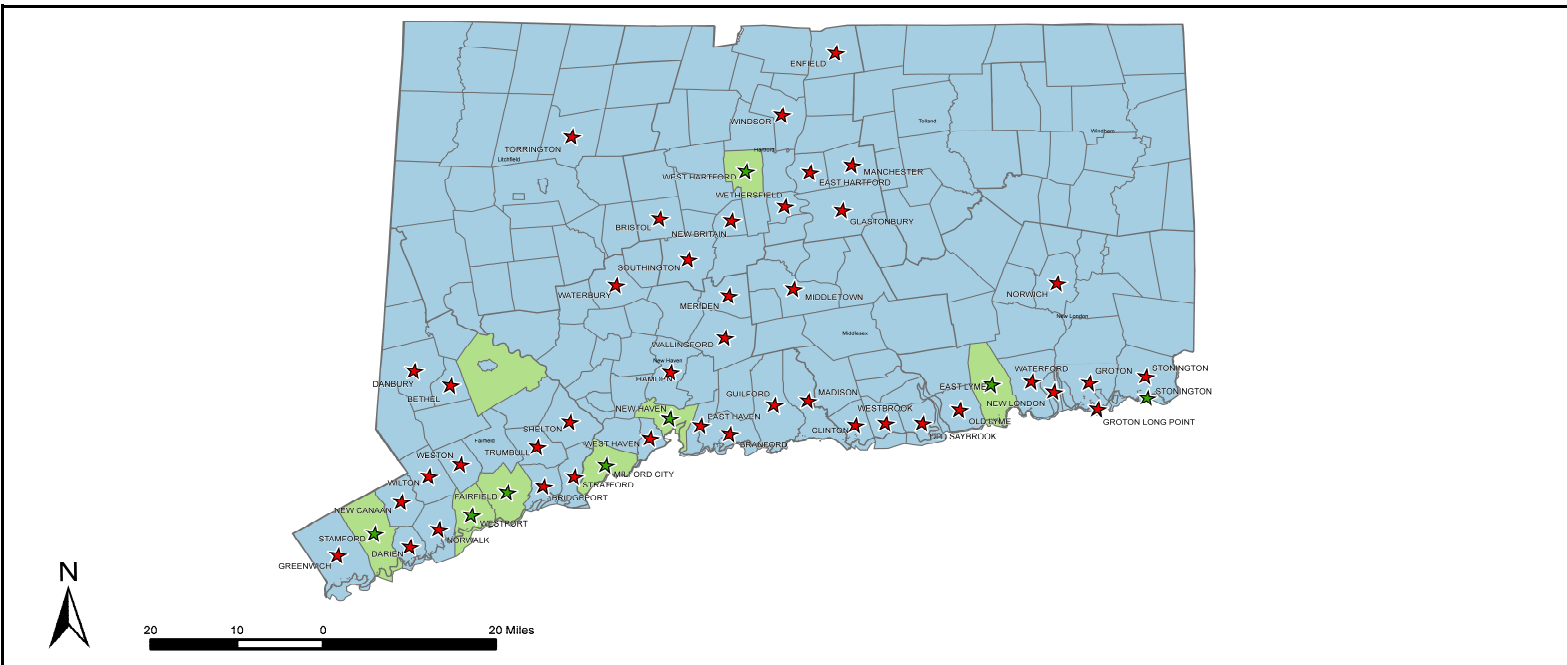 ENFIELD
WINDSOR
Tolland
Windham
TORRINGTON
Litchfield
Hartford
WEST HARTFORD
MANCHESTER
EAST HARTFORD
WETHERSFIELD
GLASTONBURY
BRISTOL
NEW BRITAIN
SOUTHINGTON
WATERBURY
MERIDEN
MIDDLETOWN
NORWICH
New London
Middlesex
WALLINGFORD
New Haven
HAMDEN
DANBURY
BETHEL
WATERFORD
STONINGTON
GROTON
EAST LYME
STONINGTON
GUILFORD
MADISON
NEW LONDON
NEW HAVEN
EAST HAVEN
WESTBROOK
OLD LYME
GROTON LONG POINT
SHELTON
CLINTON
OLD SAYBROOK
Fairfield
WEST HAVEN
BRANFORD
TRUMBULL
WESTON
MILFORD CITY
WILTON
STRATFORD
FAIRFIELD
BRIDGEPORT
NEW CANAAN
WESTPORT
STAMFORD
NORWALK
DARIEN
GREENWICH
N
20 10 0 20 Miles